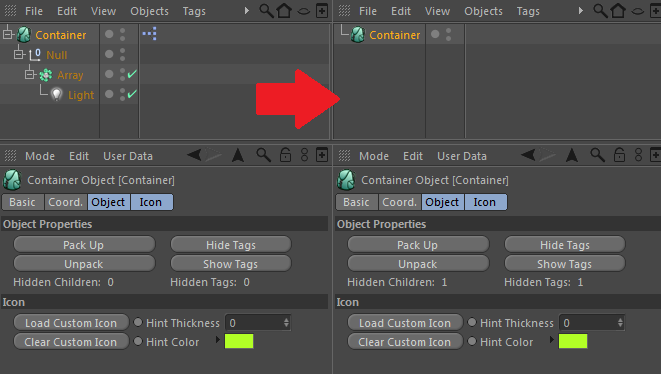 File Edit View Objects Tags
Container
Null
Array
Light
Mode Edit User Data
Container Object [Container]
Basic Coord. Object Icon
Object Properties
Pack Up Hide Tags
Unpack Show Tags
Hidden Children: 0 Hidden Tags: 0
Icon
Load Custom Icon Hint Thickness 0
Clear Custom Icon Hint Color
File Edit View Objects Tags
Container
Mode Edit User Data
Container Object [Container]
Basic Coord. Object Icon
Object Properties
Pack Up Hide Tags
Unpack Show Tags
Hidden Children: 1 Hidden Tags: 1
Icon
Load Custom Icon Hint Thickness 0
Clear Custom Icon Hint Color